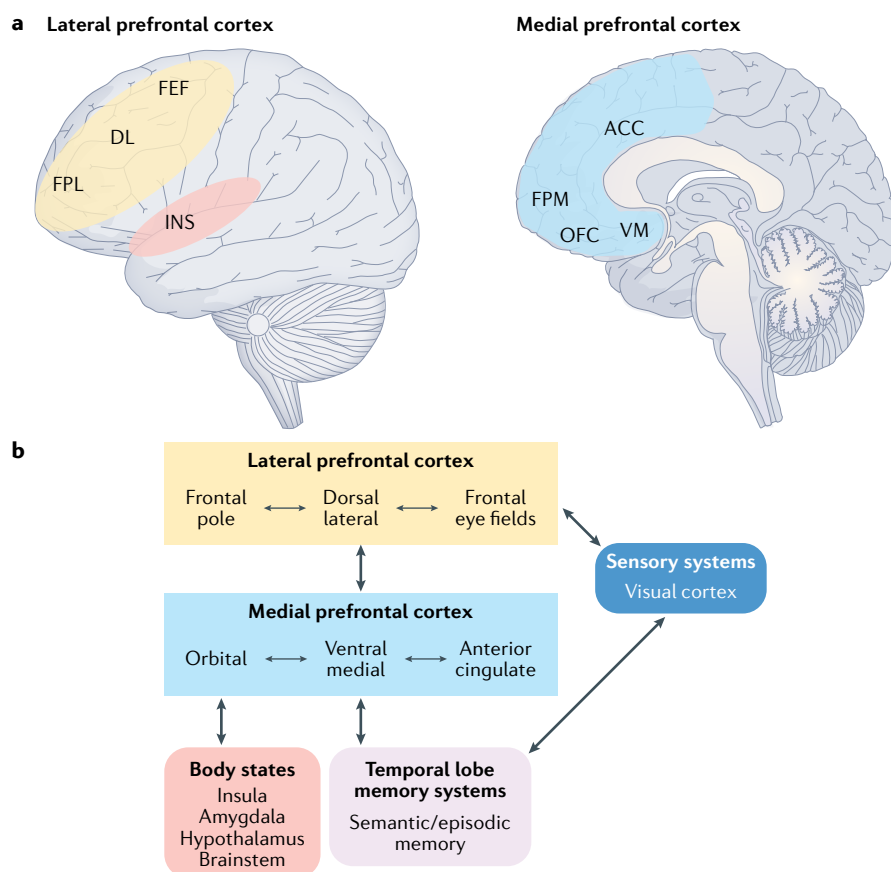 a Lateral prefrontal cortex
Medial prefrontal cortex
FEF
DL
FPL
INS
ACC
FPM
OFC
VM
b
Lateral prefrontal cortex
Frontal
pole
Dorsal
lateral
Frontal
eye fields
Sensory systems
Visual cortex
Medial prefrontal cortex
Orbital
Ventral
medial
Anterior
cingulate
Body states
Insula
Amygdala
Hypothalamus
Brainstem
Temporal lobe
memory systems
Semantic/episodic
memory